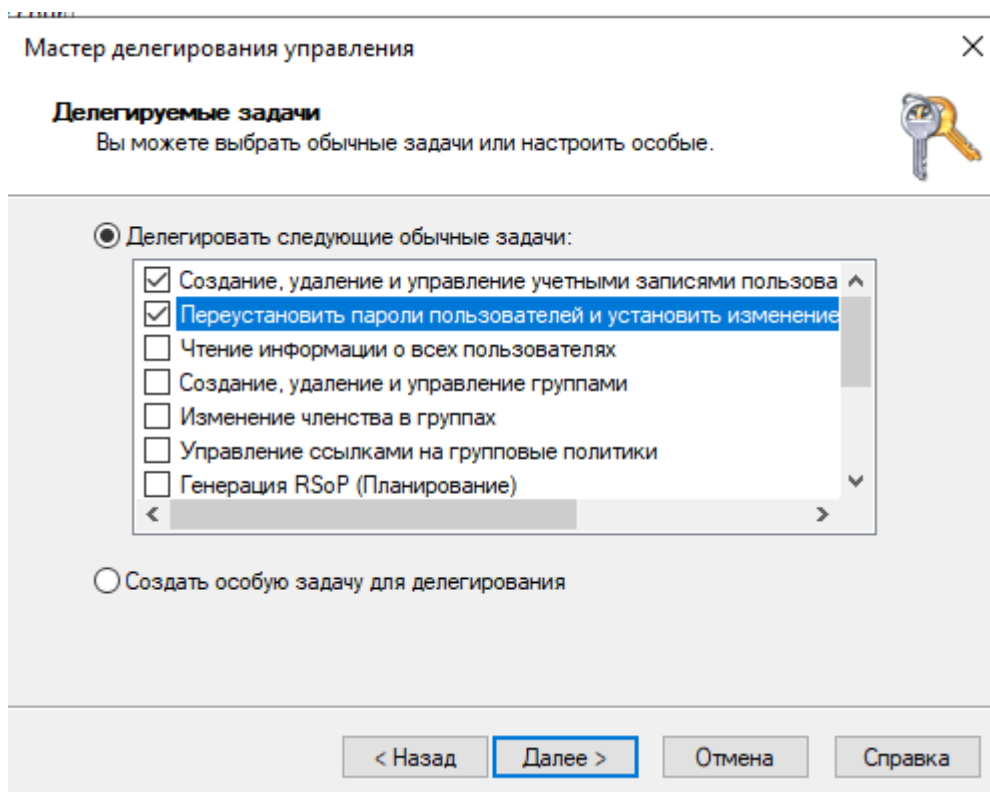 Мастер делегирования управления
Делегируемые задачи
Вы можете выбрать обычные задачи или настроить особые.
Делегировать следующие обычные задачи:
Создание, удаление и управление учетными записями пользова
Переустановить пароли пользователей и установить изменение
Чтение информации о всех пользователях
Создание, удаление и управление группами
Изменение членства в группах
Управление ссылками на групповые политики
Генерация RSoP (Планирование)
Создать особую задачу для делегирования
< Назад
Далее >
Отмена
Справка